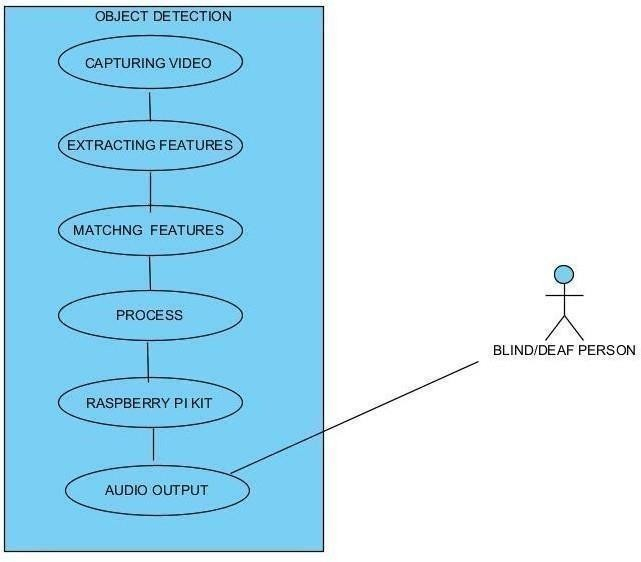 OBJECT DETECTION
CAPTURING VIDEO
EXTRACTING FEATURES
MATCHNG FEATURES
PROCESS
RASPBERRY PI KIT
AUDIO OUTPUT
BLIND/DEAF PERSON